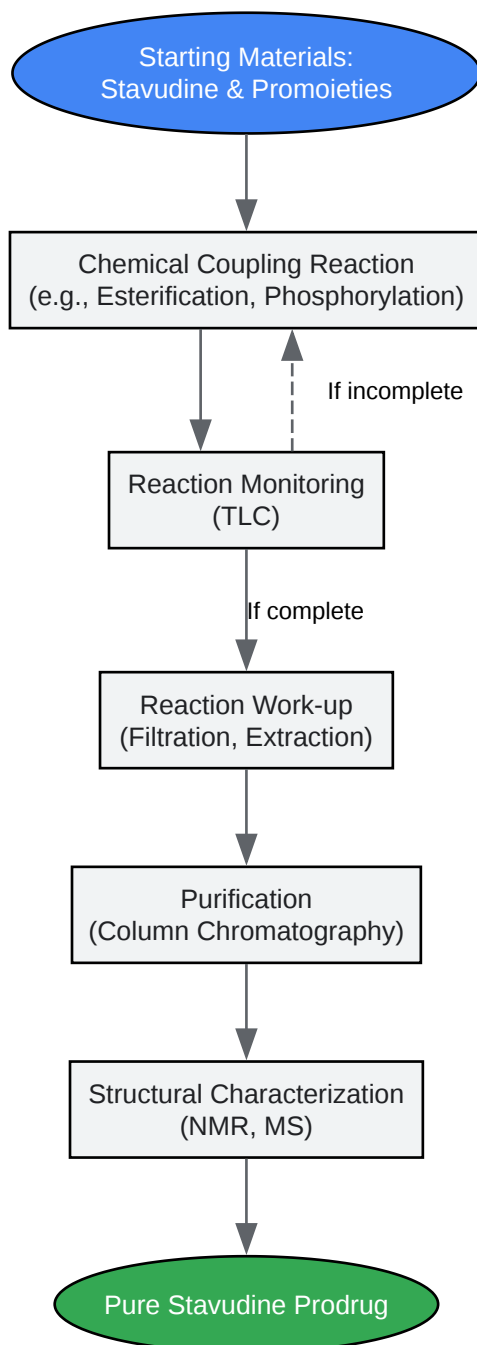 Starting Materials:
Stavudine & Promoieties
Chemical Coupling Reaction
(e.g., Esterification, Phosphorylation)
If incomplete
Reaction Monitoring
(TLC)
If complete
Reaction Work-up
(Filtration, Extraction)
Purification
(Column Chromatography)
Structural Characterization
(NMR, MS)
Pure Stavudine Prodrug